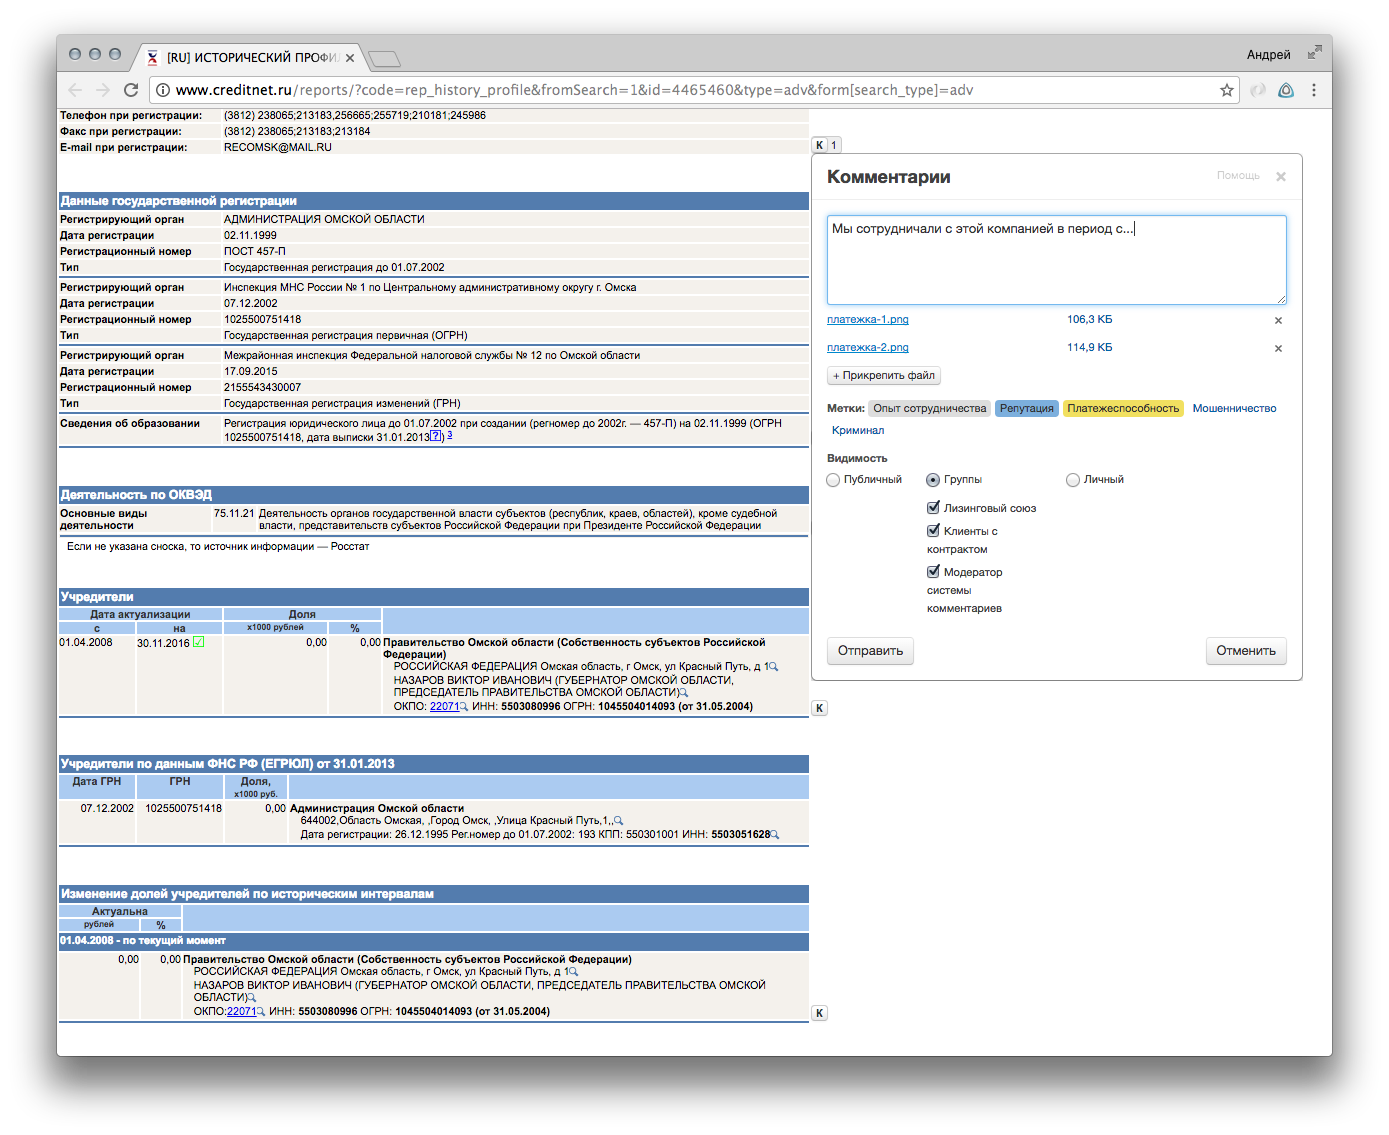 [RU] ИСТОРИЧЕСКИЙ ПРОФИ
Андрей
www.creditnet.ru/reports/?code=rep_history_profile&fromSearch=1&id=4465460&type=adv&form[search_type]=adv
Телефон при регистрации: (3812) 238065;213183,256665;255719;210181;245986
Факс при регистрации: (3812) 238065;213183;213184
E-mail при регистрации: RECOMSK@MAIL.RU
Данные государственной регистрации
Регистрирующий орган АДМИНИСТРАЦИЯ ОМСКОЙ ОБЛАСТИ
Дата регистрации 02.11.1999
Регистрационный номер ПОСТ 457-П
Тип Государственная регистрация до 01.07.2002
Регистрирующий орган Инспекция МНС России № 1 по Центральному административному округу г. Омска
Дата регистрации 07.12.2002
Регистрационный номер 1025500751418
Тип Государственная регистрация первичная (ОГРН)
Регистрирующий орган Межрайонная инспекция Федеральной налоговой службы № 12 по Омской области
Дата регистрации 17.09.2015
Регистрационный номер 2155543430007
Тип Государственная регистрация изменений (ГРН)
Сведения об образовании Регистрация юридического лица до 01.07.2002 при создании (регномер до 2002г. — 457-П) на 02.11.1999 (ОГРН
1025500751418, дата выписки 31.01.2013[?]) 3
Деятельность по ОКВЭД
Основные виды деятельности 75.11.21 Деятельность органов государственной власти субъектов (республик, краев, областей), кроме судебной
власти, представительств субъектов Российской Федерации при Президенте Российской Федерации
Если не указана сноска, то источник информации — Росстат
Учредители
Дата актуализации Доля
с на х1000 рублей %
01.04.2008 30.11.2016 0,00 0,00 Правительство Омской области (Собственность субъектов Российской
Федерации)
РОССИЙСКАЯ ФЕДЕРАЦИЯ Омская область, г Омск, ул Красный Путь, д 1
НАЗАРОВ ВИКТОР ИВАНОВИЧ (ГУБЕРНАТОР ОМСКОЙ ОБЛАСТИ,
ПРЕДСЕДАТЕЛЬ ПРАВИТЕЛЬСТВА ОМСКОЙ ОБЛАСТИ)
ОКПО: 22071 ИНН: 5503080996 ОГРН: 1045504014093 (от 31.05.2004)
Учредители по данным ФНС РФ (ЕГРЮЛ) от 31.01.2013
Дата ГРН ГРН Доля,
х1000 руб.
07.12.2002 1025500751418 0,00 Администрация Омской области
644002,Область Омская, ,Город Омск, ,Улица Красный Путь,1,,
Дата регистрации: 26.12.1995 Рег.номер до 01.07.2002: 193 КПП: 550301001 ИНН: 5503051628
Изменение долей учредителей по историческим интервалам
Актуальна
рублей %
01.04.2008 - по текущий момент
0,00 0,00 Правительство Омской области (Собственность субъектов Российской Федерации)
РОССИЙСКАЯ ФЕДЕРАЦИЯ Омская область, г Омск, ул Красный Путь, д 1
НАЗАРОВ ВИКТОР ИВАНОВИЧ (ГУБЕРНАТОР ОМСКОЙ ОБЛАСТИ, ПРЕДСЕДАТЕЛЬ ПРАВИТЕЛЬСТВА ОМСКОЙ
ОБЛАСТИ)
ОКПО:22071 ИНН: 5503080996 ОГРН: 1045504014093 (от 31.05.2004)
К 1
Комментарии
Помощь
Мы сотрудничали с этой компанией в период с...
платежка-1.png 106,3 КБ
платежка-2.png 114,9 КБ
+ Прикрепить файл
Метки: Опыт сотрудничества Репутация Платежеспособность Мошенничество
Криминал
Видимость
Публичный Группы Личный
Лизинговый союз
Клиенты с
контрактом
Модератор
системы
комментариев
Отправить Отменить
К
К